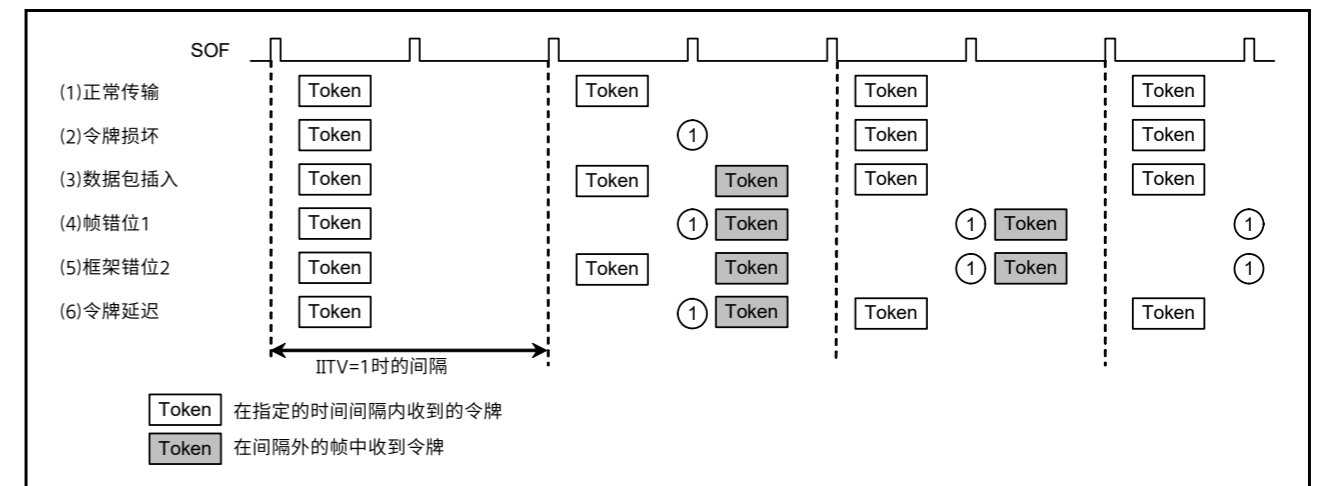 SOF
(1)正常传输 Token Token Token Token
(2)令牌损坏 Token 1 Token Token
(3)数据包插入 Token Token Token Token Token
(4)帧错位1 Token 1 Token 1 Token 1
(5)框架错位2 Token Token Token 1 Token 1
(6)令牌延迟 Token 1 Token Token Token
IITV=1时的间隔
Token 在指定的时间间隔内收到的令牌
Token 在间隔外的帧中收到令牌